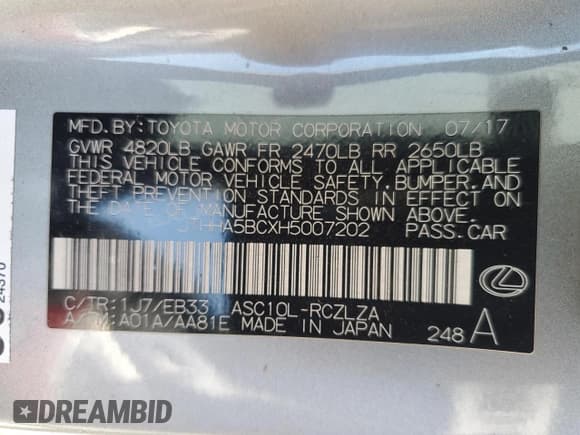 MFD.BY:TOYOTA MOTOR CORPORATION 07/17
GVWR 4820LB GAWR FR 2470LB RR 2650LB
THIS VEHICLE CONFORMS TO ALL APPLICABLE
FEDERAL MOTOR VEHICLE SAFETY,BUMPER,AND
THEFT PREVENTION STANDARDS IN EFFECT ON
THE DATE OF MANUFACTURE SHOWN ABOVE.
JTHHA5BCXH5007202 PASS.CAR
C/TR:1J7/EB33 ASC10L-RCZLZA
A01A/AA81E MADE IN JAPAN 248A
DREAMBID